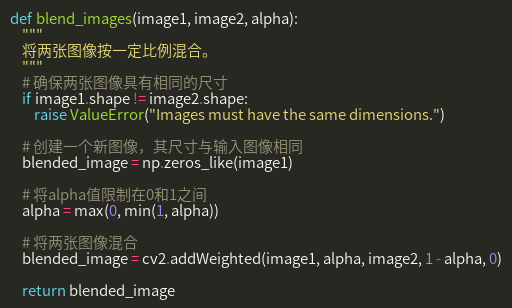 def blend_images(image1, image2, alpha):
    """
    将两张图像按一定比例混合。
    """
    # 确保两张图像具有相同的尺寸
    if image1.shape != image2.shape:
        raise ValueError("Images must have the same dimensions.")

    # 创建一个新图像，其尺寸与输入图像相同
    blended_image = np.zeros_like(image1)

    # 将alpha值限制在0和1之间
    alpha = max(0, min(1, alpha))

    # 将两张图像混合
    blended_image = cv2.addWeighted(image1, alpha, image2, 1 - alpha, 0)

    return blended_image